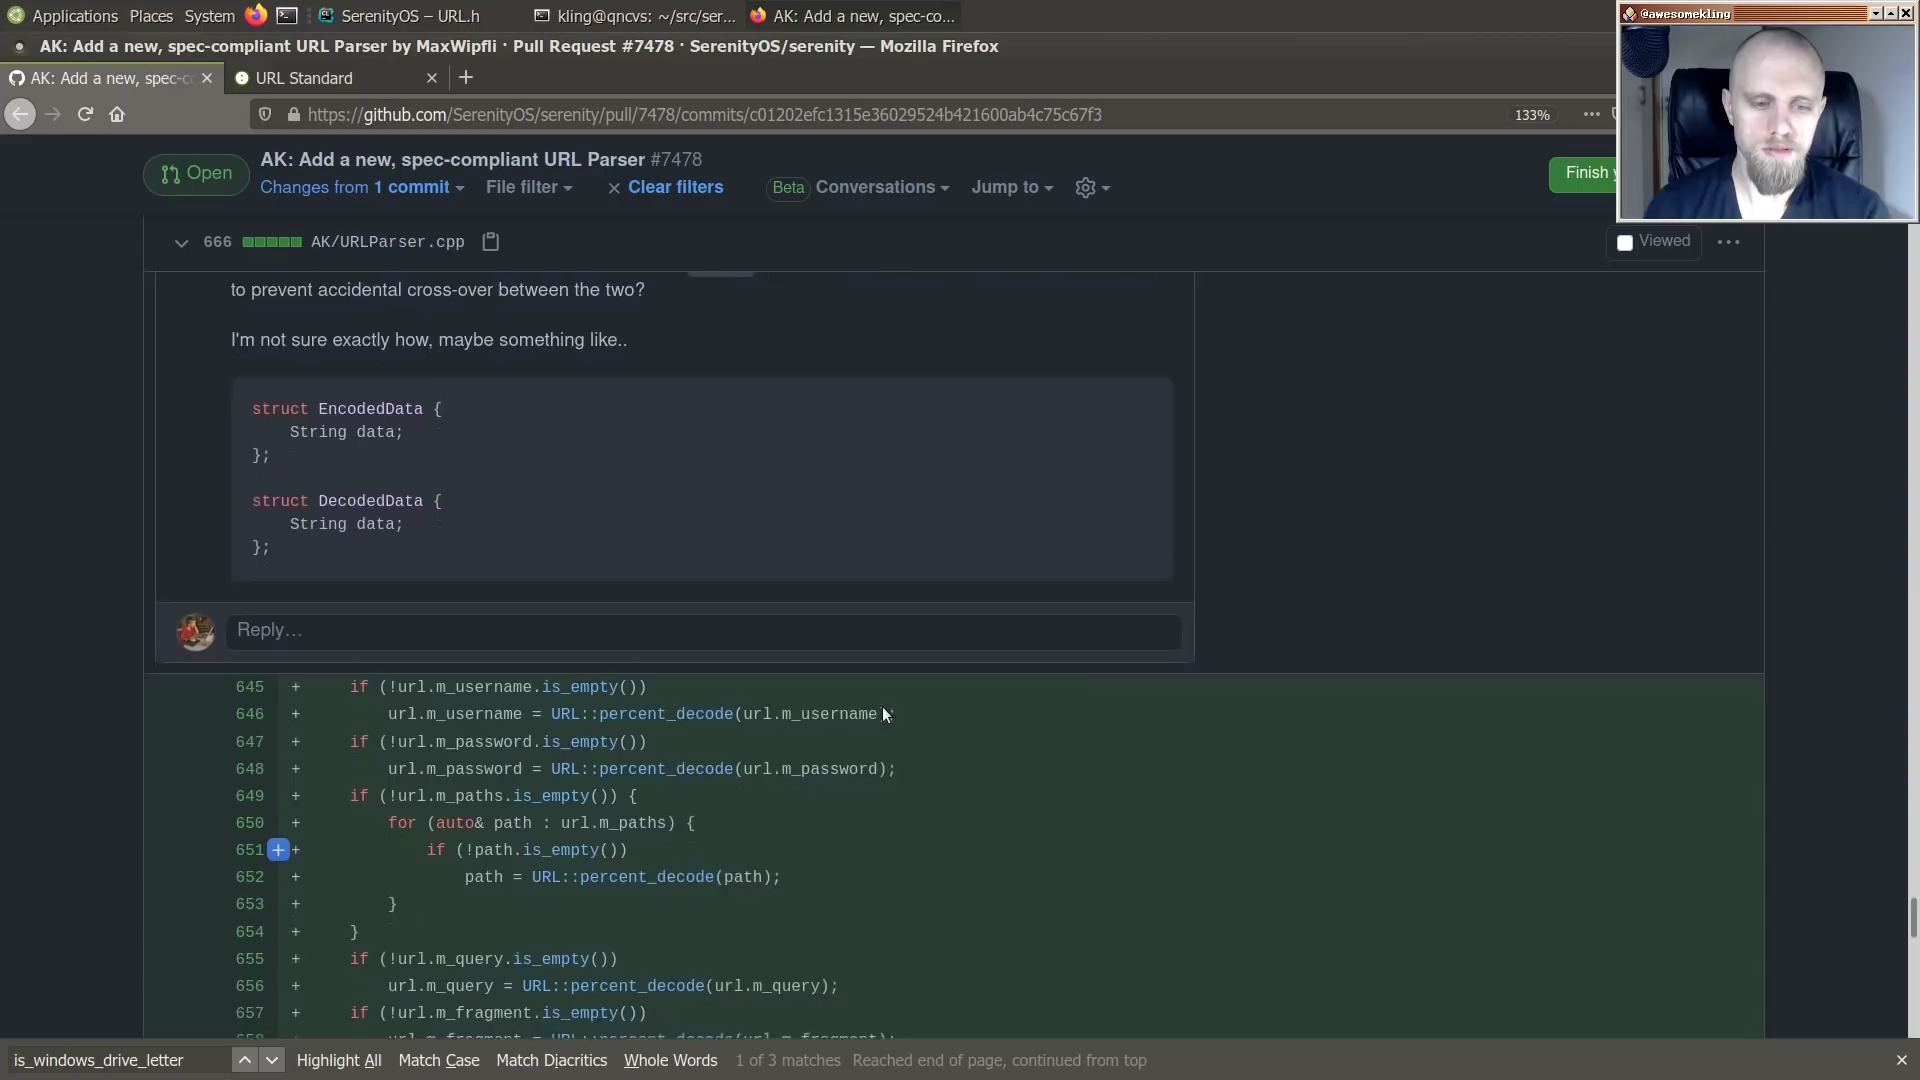 Applications Places System SerenityOS – URL.h kling@qncvs: ~/src/ser... AK: Add a new, spec-co...
@awesomekling
AK: Add a new, spec-compliant URL Parser by MaxWipfli · Pull Request #7478 · SerenityOS/serenity — Mozilla Firefox
AK: Add a new, spec-c URL Standard
https://github.com/SerenityOS/serenity/pull/7478/commits/c01202efc1315e36029524b421600ab4c75c67f3 133%
Open
AK: Add a new, spec-compliant URL Parser #7478
Changes from 1 commit File filter Clear filters Beta Conversations Jump to
Finish
666 AK/URLParser.cpp Viewed
to prevent accidental cross-over between the two?
I'm not sure exactly how, maybe something like..
struct EncodedData {
String data;
};
struct DecodedData {
String data;
};
Reply…
645 + if (!url.m_username.is_empty())
646 + url.m_username = URL::percent_decode(url.m_username);
647 + if (!url.m_password.is_empty())
648 + url.m_password = URL::percent_decode(url.m_password);
649 + if (!url.m_paths.is_empty()) {
650 + for (auto& path : url.m_paths) {
651 + if (!path.is_empty())
652 + path = URL::percent_decode(path);
653 + }
654 + }
655 + if (!url.m_query.is_empty())
656 + url.m_query = URL::percent_decode(url.m_query);
657 + if (!url.m_fragment.is_empty())
658 + url.m_fragment = URL::percent_decode(url.m_fragment);
is_windows_drive_letter Highlight All Match Case Match Diacritics Whole Words 1 of 3 matches Reached end of page, continued from top